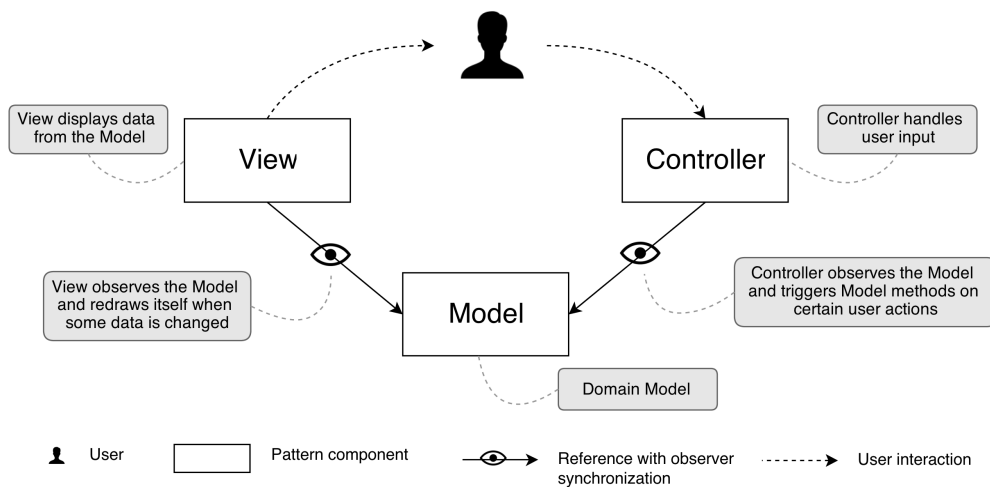 View displays data
from the Model
View
Controller
Controller handles
user input
View observes the Model
and redraws itself when
some data is changed
Model
Controller observes the Model
and triggers Model methods on
certain user actions
Domain Model
User
Pattern component
Reference with observer
synchronization
User interaction